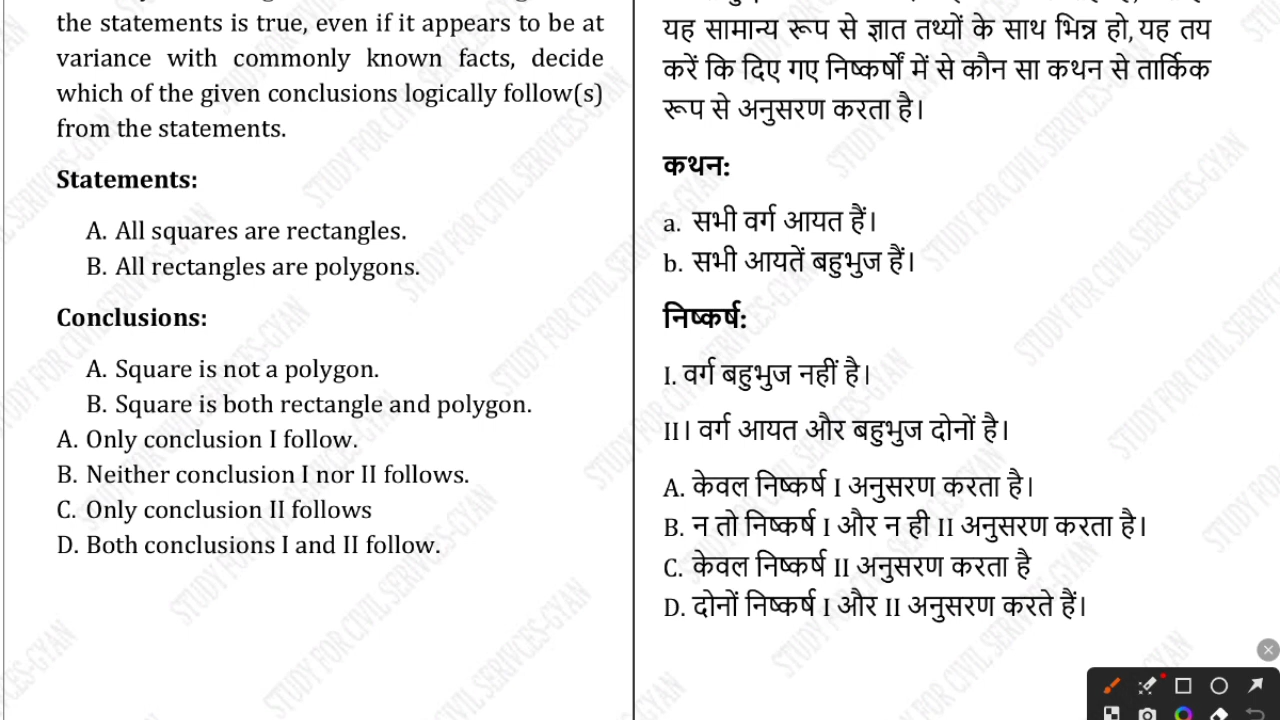 the statements is true, even if it appears to be at
variance with commonly known facts, decide
which of the given conclusions logically follow(s)
from the statements.
Statements:
A. All squares are rectangles.
B. All rectangles are polygons.
Conclusions:
A. Square is not a polygon.
B. Square is both rectangle and polygon.
A. Only conclusion I follow.
B. Neither conclusion I nor II follows.
C. Only conclusion II follows
D. Both conclusions I and II follow.
यह सामान्य रूप से ज्ञात तथ्यों के साथ भिन्न हो, यह तय
करें कि दिए गए निष्कर्षों में से कौन सा कथन से तार्किक
रूप से अनुसरण करता है।
कथन:
a. सभी वर्ग आयत हैं।
b. सभी आयतें बहुभुज हैं।
निष्कर्ष:
I. वर्ग बहुभुज नहीं है।
II। वर्ग आयत और बहुभुज दोनों है।
A. केवल निष्कर्ष I अनुसरण करता है।
B. न तो निष्कर्ष I और न ही II अनुसरण करता है।
C. केवल निष्कर्ष II अनुसरण करता है
D. दोनों निष्कर्ष I और II अनुसरण करते हैं।
STUDY FOR CIVIL SERIVCES-GYAN